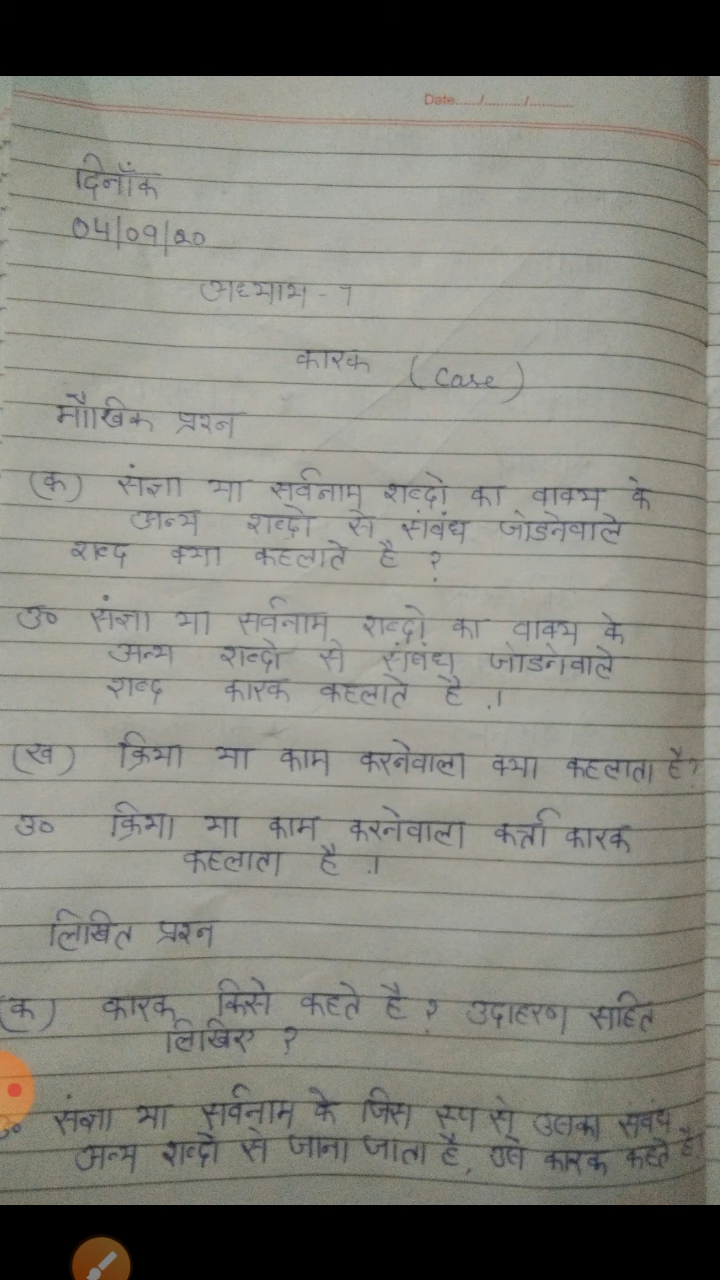 Date...../........../............
दिनाँक
04/09/20
अध्याय - 7
कारक (Case)
मौखिक प्रश्न
(क) संज्ञा या सर्वनाम शब्दो का वाक्य के
अन्य शब्दो से संबंध जोडनेवाले
शब्द क्या कहलाते है ?
उ० संज्ञा या सर्वनाम शब्दो का वाक्य के
अन्य शब्दो से संबंध जोडनेवाले
शब्द कारक कहलाते है ।
(ख) क्रिया या काम करनेवाला क्या कहलाता है?
उ० क्रिया या काम करनेवाला कर्त्ता कारक
कहलाता है ।
लिखित प्रश्न
(क) कारक किसे कहते है ? उदाहरण सहित
लिखिए ?
उ० संज्ञा या सर्वनाम के जिस रूप से उसका संबंध
अन्य शब्दो से जाना जाता है, उसे कारक कहते है